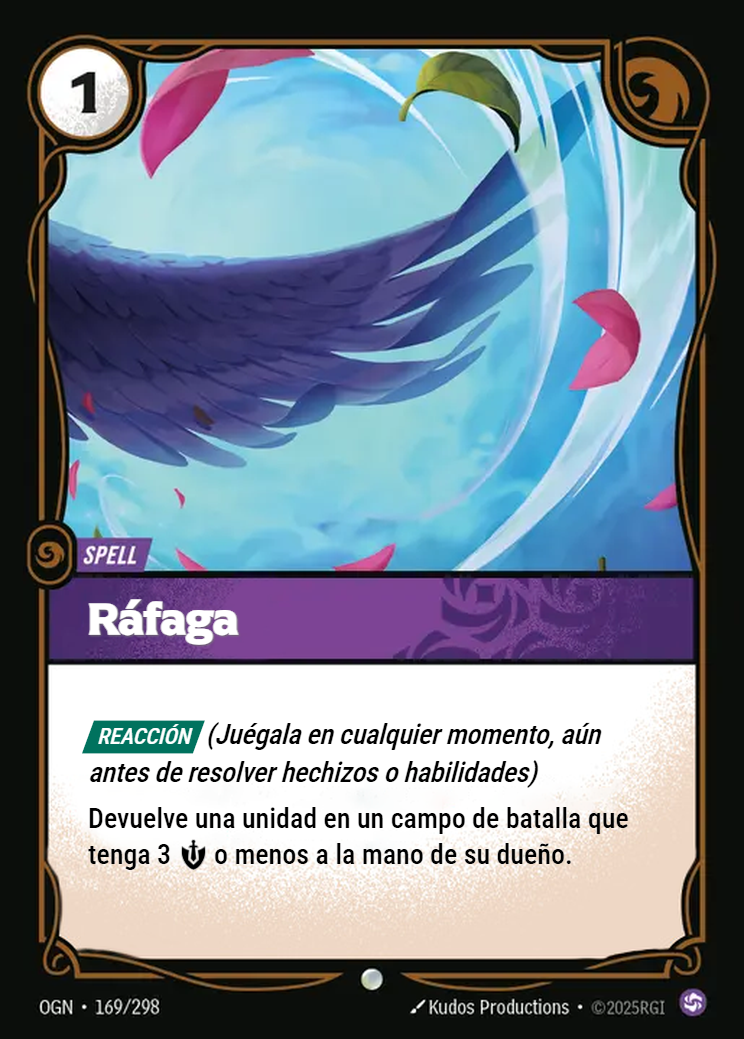 1
SPELL
Ráfaga
REACCIÓN (Juégala en cualquier momento, aún
antes de resolver hechizos o habilidades)
Devuelve una unidad en un campo de batalla que
tenga 3 o menos a la mano de su dueño.
OGN • 169/298
Kudos Productions • ©2025RGI